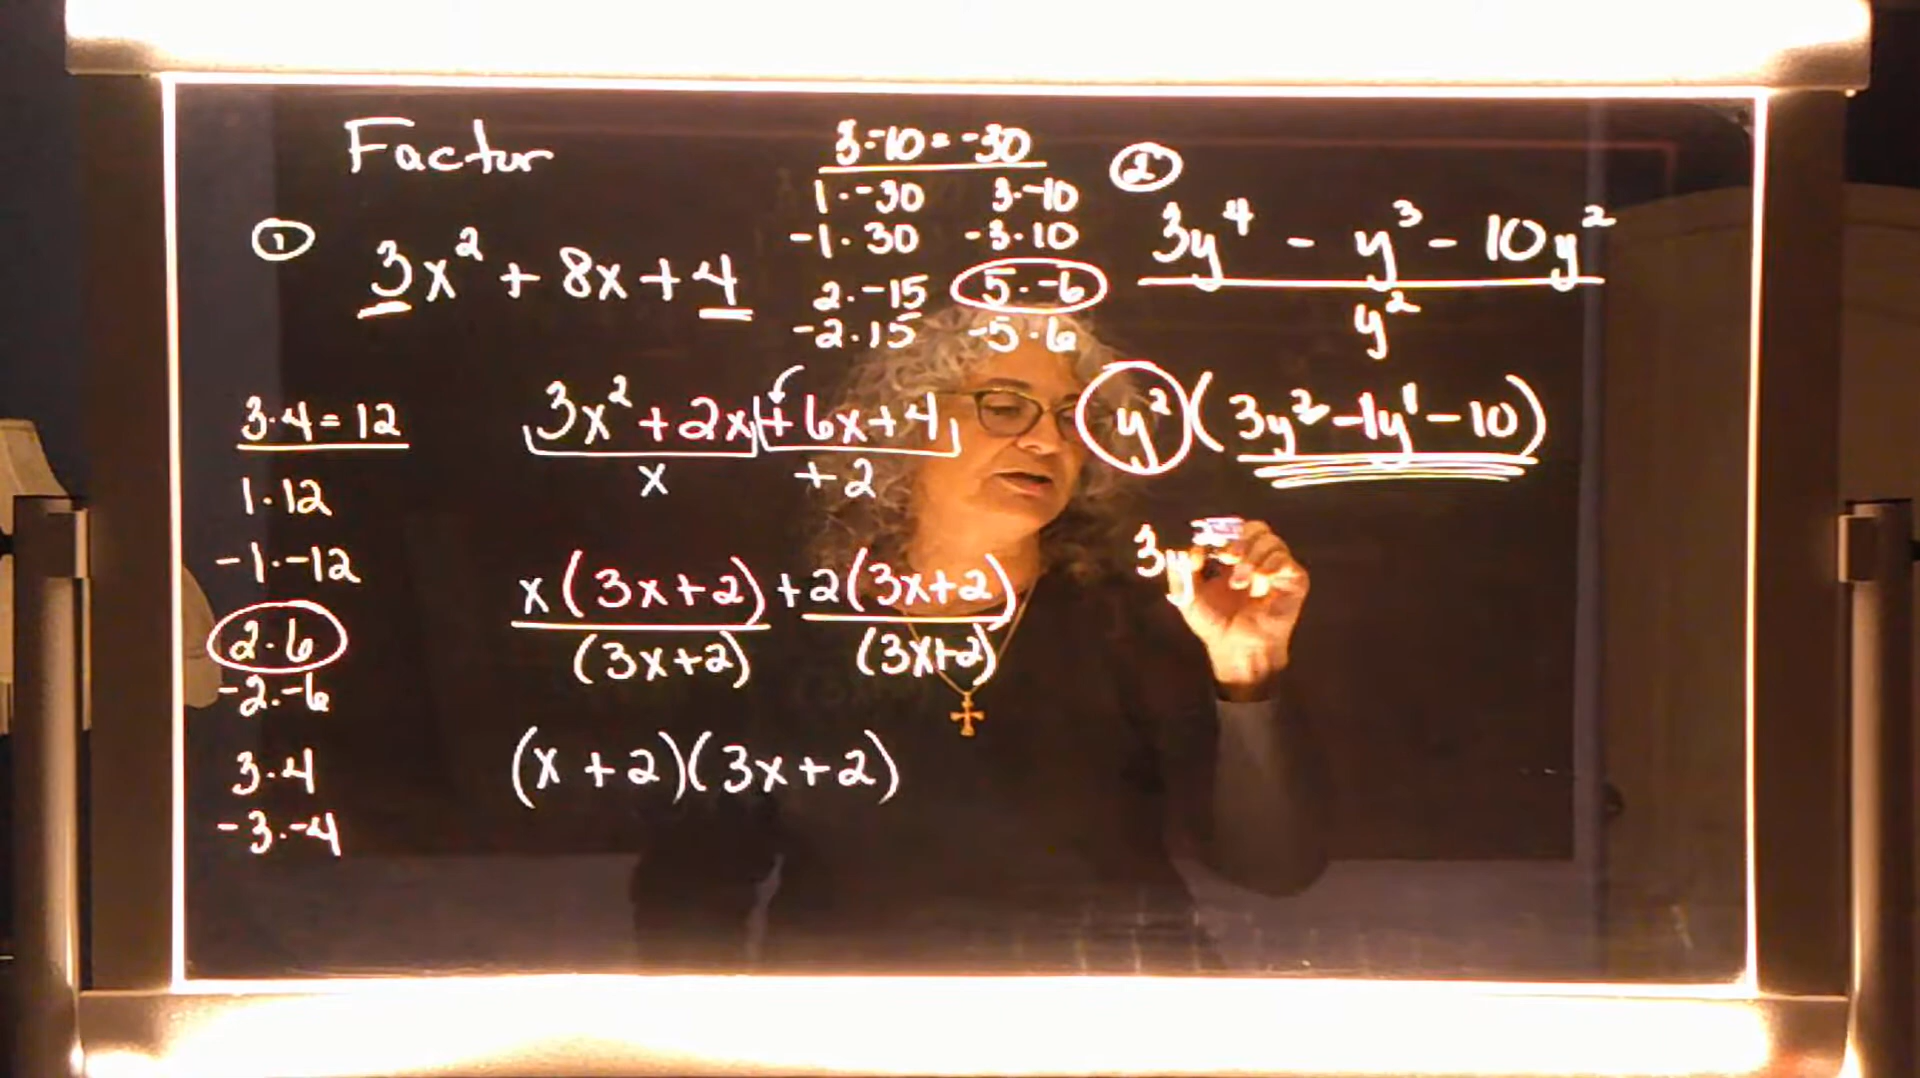 Factor
① 3x² + 8x + 4
3·4 = 12
1·12
-1·-12
2·6
-2·-6
3·4
-3·-4
3x² + 2x + 6x + 4
x +2
x(3x+2) + 2(3x+2)
(3x+2) (3x+2)
(x + 2)(3x + 2)
3·-10 = -30
1·-30 3·-10
-1·30 -3·10
2·-15 5·-6
-2·15 -5·6
②
3y⁴ - y³ - 10y²
y²
y²(3y² - 1y¹ - 10)
3y²